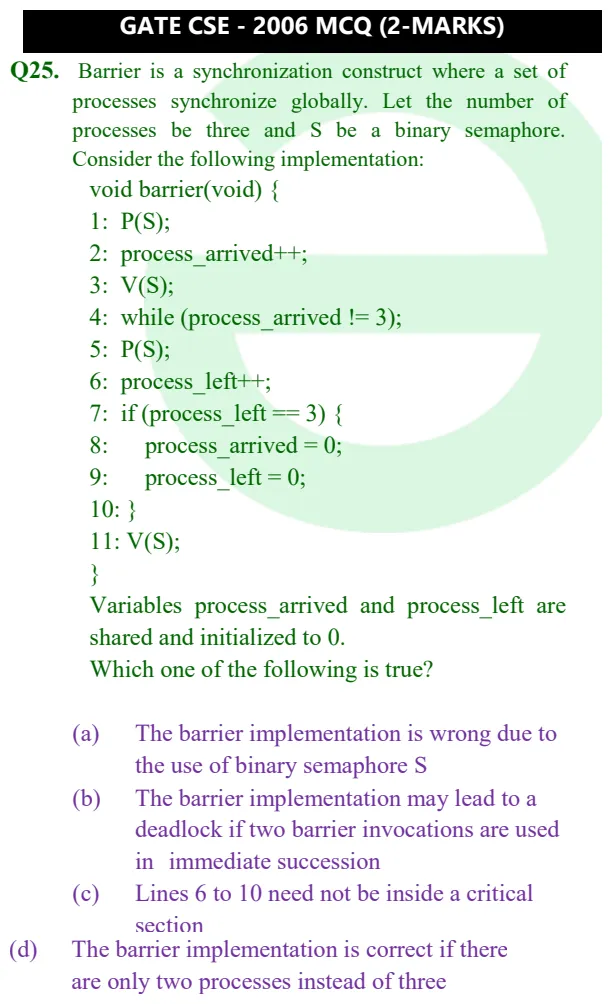 GATE CSE - 2006 MCQ (2-MARKS)
Q25. Barrier is a synchronization construct where a set of
processes synchronize globally. Let the number of
processes be three and S be a binary semaphore.
Consider the following implementation:
void barrier(void) {
1: P(S);
2: process_arrived++;
3: V(S);
4: while (process_arrived != 3);
5: P(S);
6: process_left++;
7: if (process_left == 3) {
8: process_arrived = 0;
9: process_left = 0;
10: }
11: V(S);
}
Variables process_arrived and process_left are
shared and initialized to 0.
Which one of the following is true?
(a) The barrier implementation is wrong due to
the use of binary semaphore S
(b) The barrier implementation may lead to a
deadlock if two barrier invocations are used
in immediate succession
(c) Lines 6 to 10 need not be inside a critical
section
(d) The barrier implementation is correct if there
are only two processes instead of three